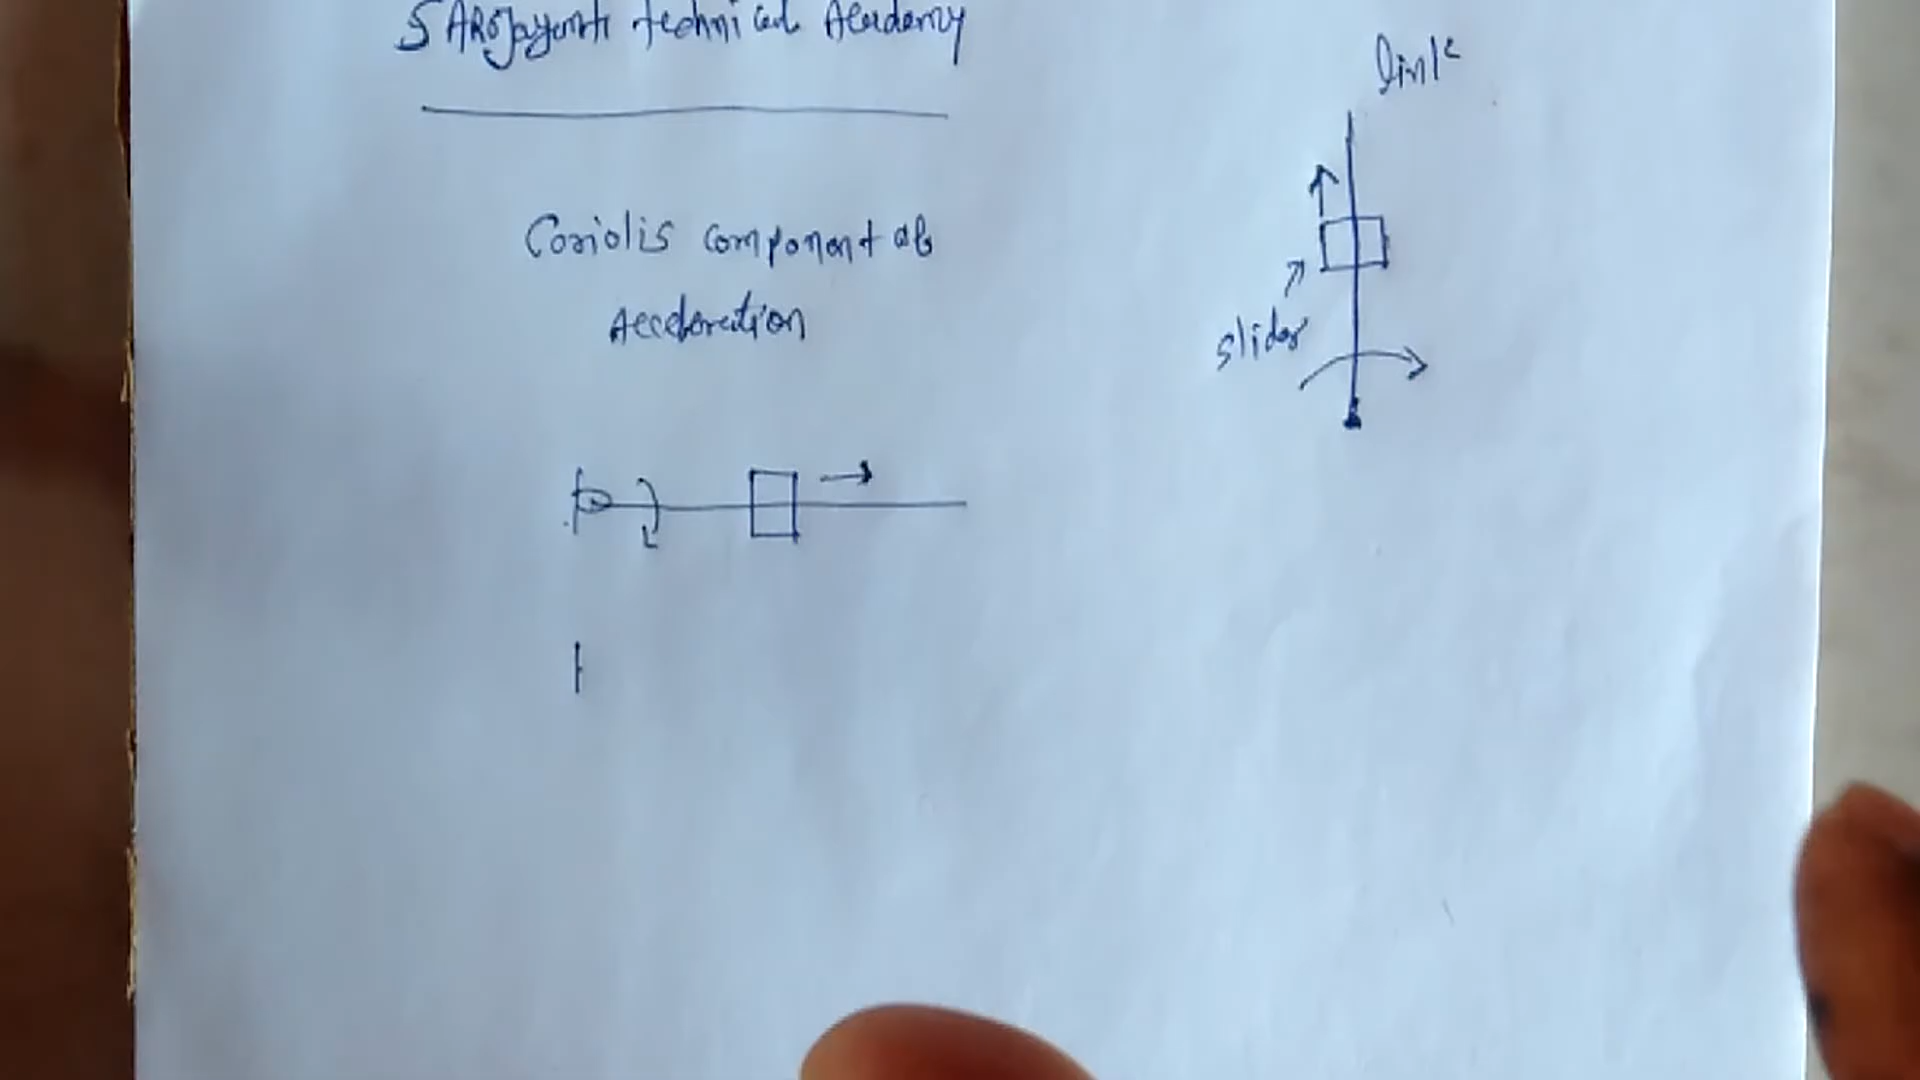 SARojayanti technical Academy
Coriolis component of
Acceleration
link
slider